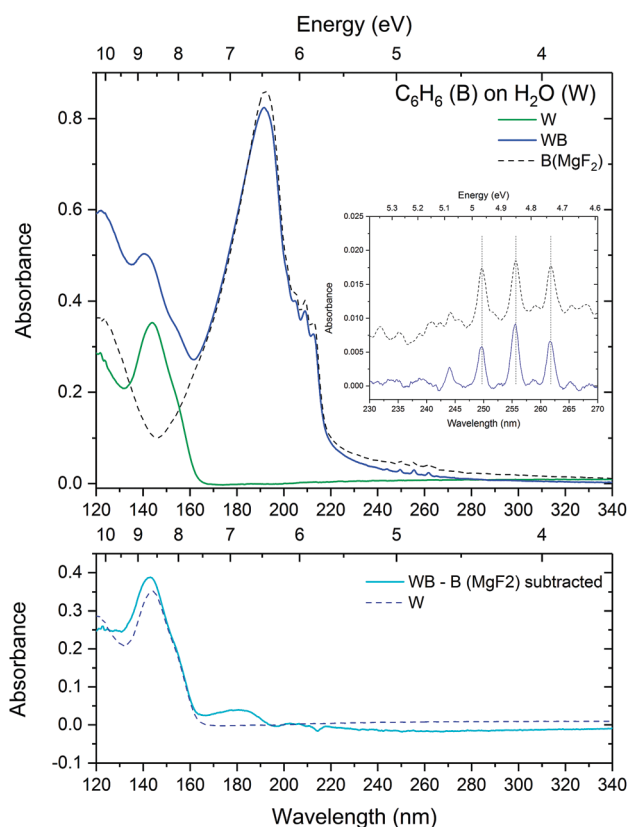 Energy (eV)
10 9 8 7 6 5 4
C₆H₆ (B) on H₂O (W)
W
WB
B(MgF₂)
Absorbance
0.8
0.6
0.4
0.2
0.0
Energy (eV)
5.3 5.2 5.1 5 4.9 4.8 4.7 4.6
Absorbance
0.025
0.020
0.015
0.010
0.005
0.000
230 235 240 245 250 255 260 265 270
Wavelength (nm)
120 140 160 180 200 220 240 260 280 300 320 340
10 9 8 7 6 5 4
WB - B (MgF2) subtracted
W
Absorbance
0.4
0.3
0.2
0.1
0.0
-0.1
120 140 160 180 200 220 240 260 280 300 320 340
Wavelength (nm)